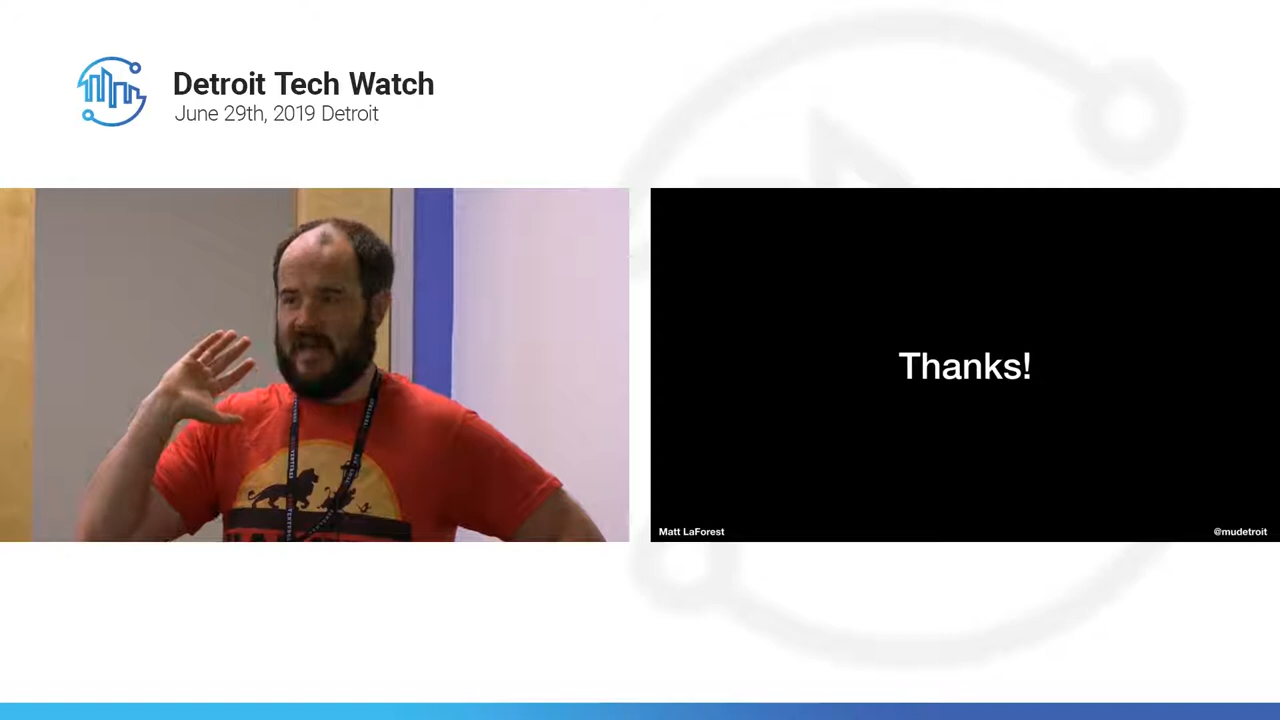 Detroit Tech Watch
June 29th, 2019 Detroit
Thanks!
Matt LaForest
@mudetroit